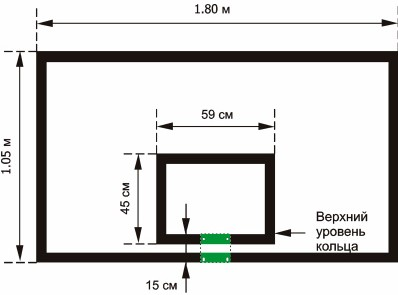 1.80 м
1.05 м
59 см
45 см
Верхний
уровень
кольца
15 см